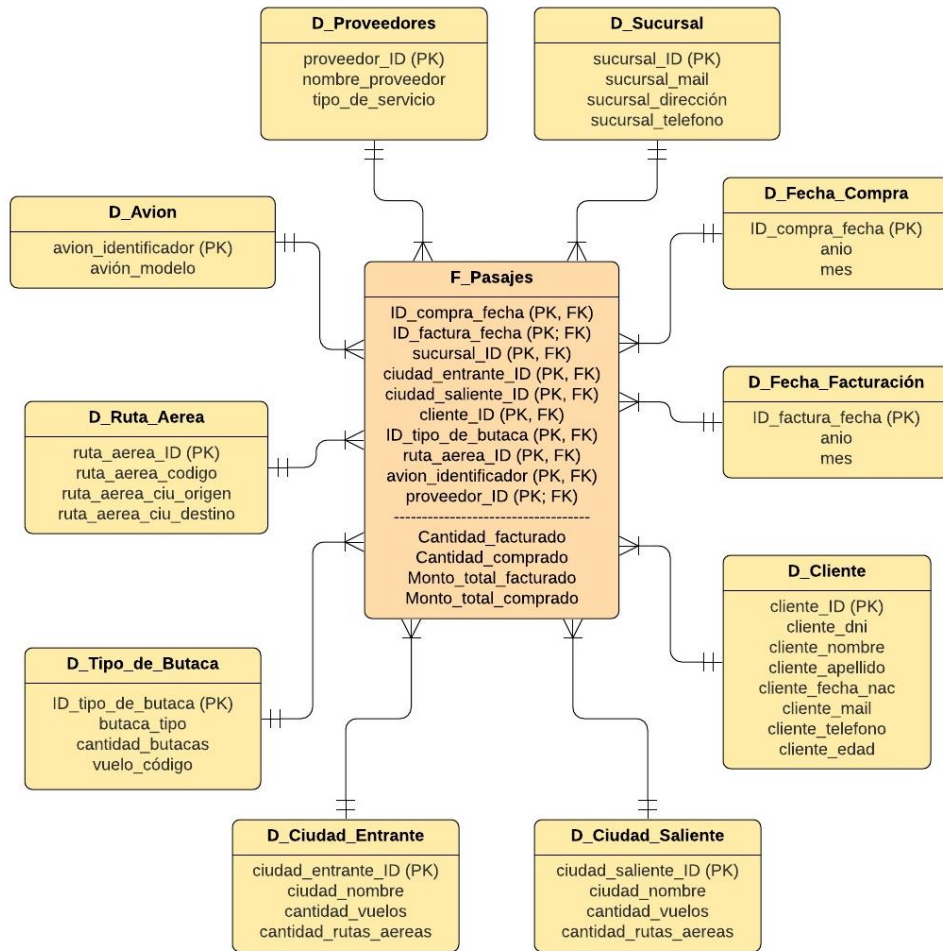 D_Proveedores
proveedor_ID (PK)
nombre_proveedor
tipo_de_servicio
D_Sucursal
sucursal_ID (PK)
sucursal_mail
sucursal_dirección
sucursal_telefono
D_Avion
avion_identificador (PK)
avión_modelo
D_Fecha_Compra
ID_compra_fecha (PK)
anio
mes
F_Pasajes
ID_compra_fecha (PK, FK)
ID_factura_fecha (PK; FK)
sucursal_ID (PK, FK)
ciudad_entrante_ID (PK, FK)
ciudad_saliente_ID (PK, FK)
cliente_ID (PK, FK)
ID_tipo_de_butaca (PK, FK)
ruta_aerea_ID (PK, FK)
avion_identificador (PK, FK)
proveedor_ID (PK; FK)
-----------------------------------
Cantidad_facturado
Cantidad_comprado
Monto_total_facturado
Monto_total_comprado
D_Ruta_Aerea
ruta_aerea_ID (PK)
ruta_aerea_codigo
ruta_aerea_ciu_origen
ruta_aerea_ciu_destino
D_Fecha_Facturación
ID_factura_fecha (PK)
anio
mes
D_Tipo_de_Butaca
ID_tipo_de_butaca (PK)
butaca_tipo
cantidad_butacas
vuelo_código
D_Cliente
cliente_ID (PK)
cliente_dni
cliente_nombre
cliente_apellido
cliente_fecha_nac
cliente_mail
cliente_telefono
cliente_edad
D_Ciudad_Entrante
ciudad_entrante_ID (PK)
ciudad_nombre
cantidad_vuelos
cantidad_rutas_aereas
D_Ciudad_Saliente
ciudad_saliente_ID (PK)
ciudad_nombre
cantidad_vuelos
cantidad_rutas_aereas